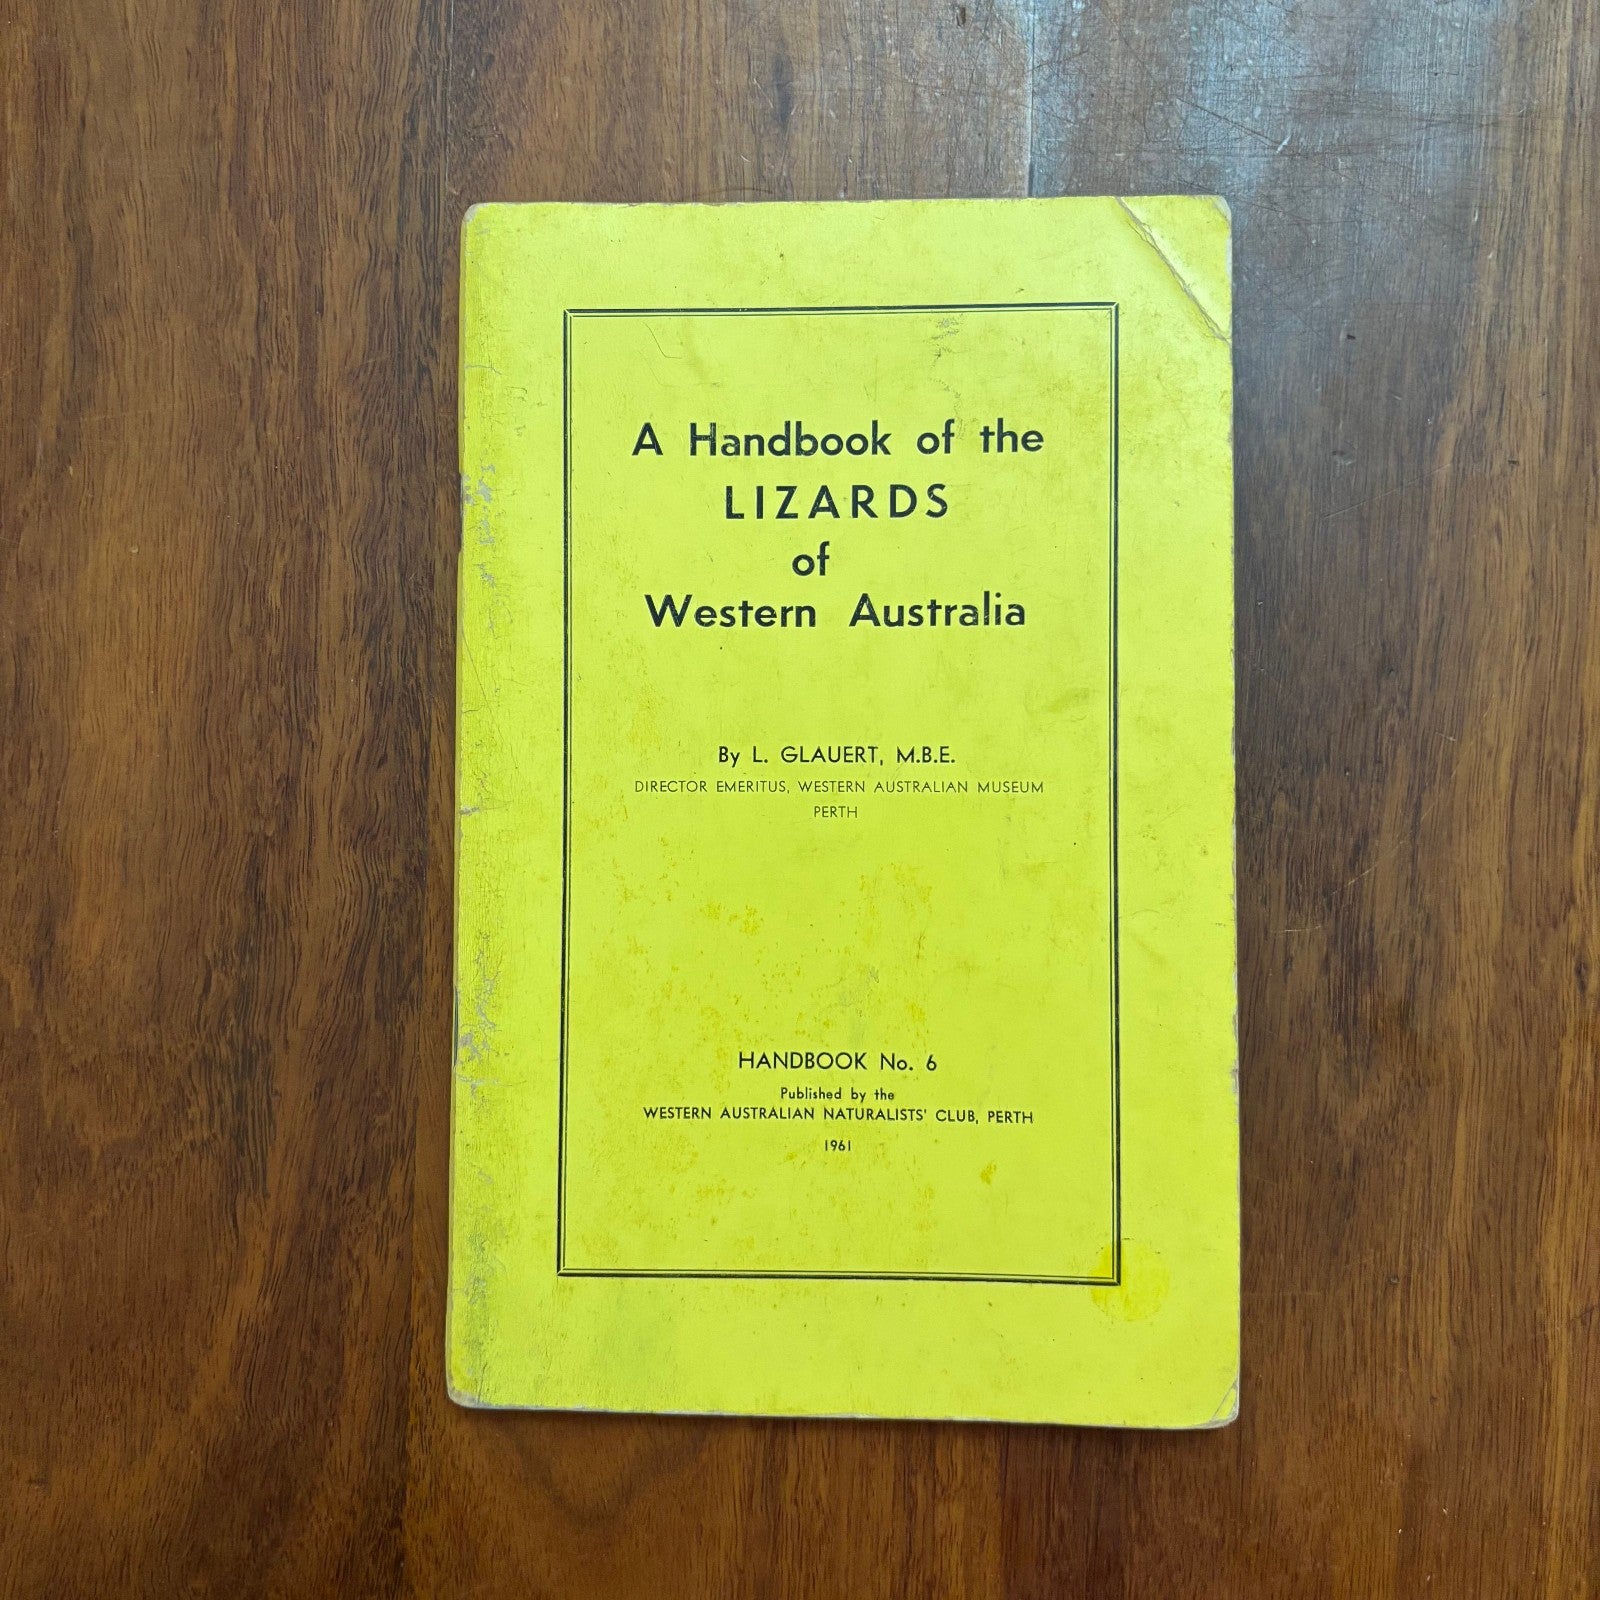 A Handbook of the
LIZARDS
of
Western Australia
By L. GLAUERT, M.B.E.
DIRECTOR EMERITUS, WESTERN AUSTRALIAN MUSEUM
PERTH
HANDBOOK No. 6
Published by the
WESTERN AUSTRALIAN NATURALISTS' CLUB, PERTH
1961